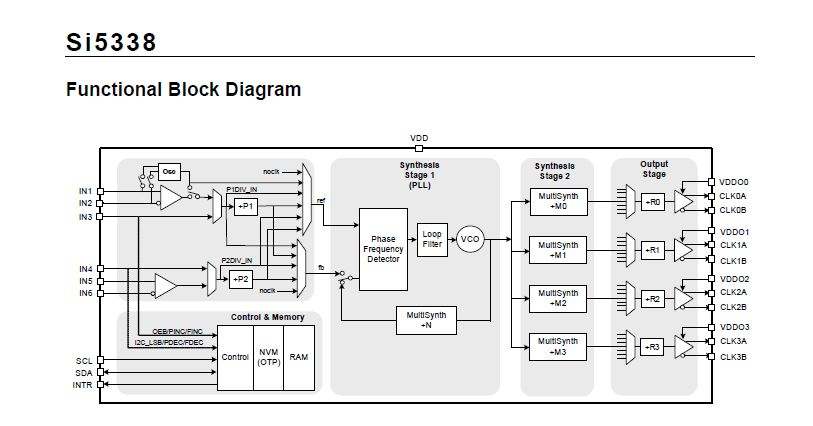 Si5338
Functional Block Diagram
VDD
Synthesis
Stage 1
(PLL)
Synthesis
Stage 2
Output
Stage
Osc
noclk
IN1
IN2
IN3
P1DIV_IN
÷P1
ref
IN4
IN5
IN6
P2DIV_IN
÷P2
noclk
fb
Phase
Frequency
Detector
Loop
Filter
VCO
MultiSynth
÷N
MultiSynth
÷M0
MultiSynth
÷M1
MultiSynth
÷M2
MultiSynth
÷M3
÷R0
÷R1
÷R2
÷R3
VDDO0
CLK0A
CLK0B
VDDO1
CLK1A
CLK1B
VDDO2
CLK2A
CLK2B
VDDO3
CLK3A
CLK3B
Control & Memory
OEB/PINC/FINC
I2C_LSB/PDEC/FDEC
Control
NVM
(OTP)
RAM
SCL
SDA
INTR